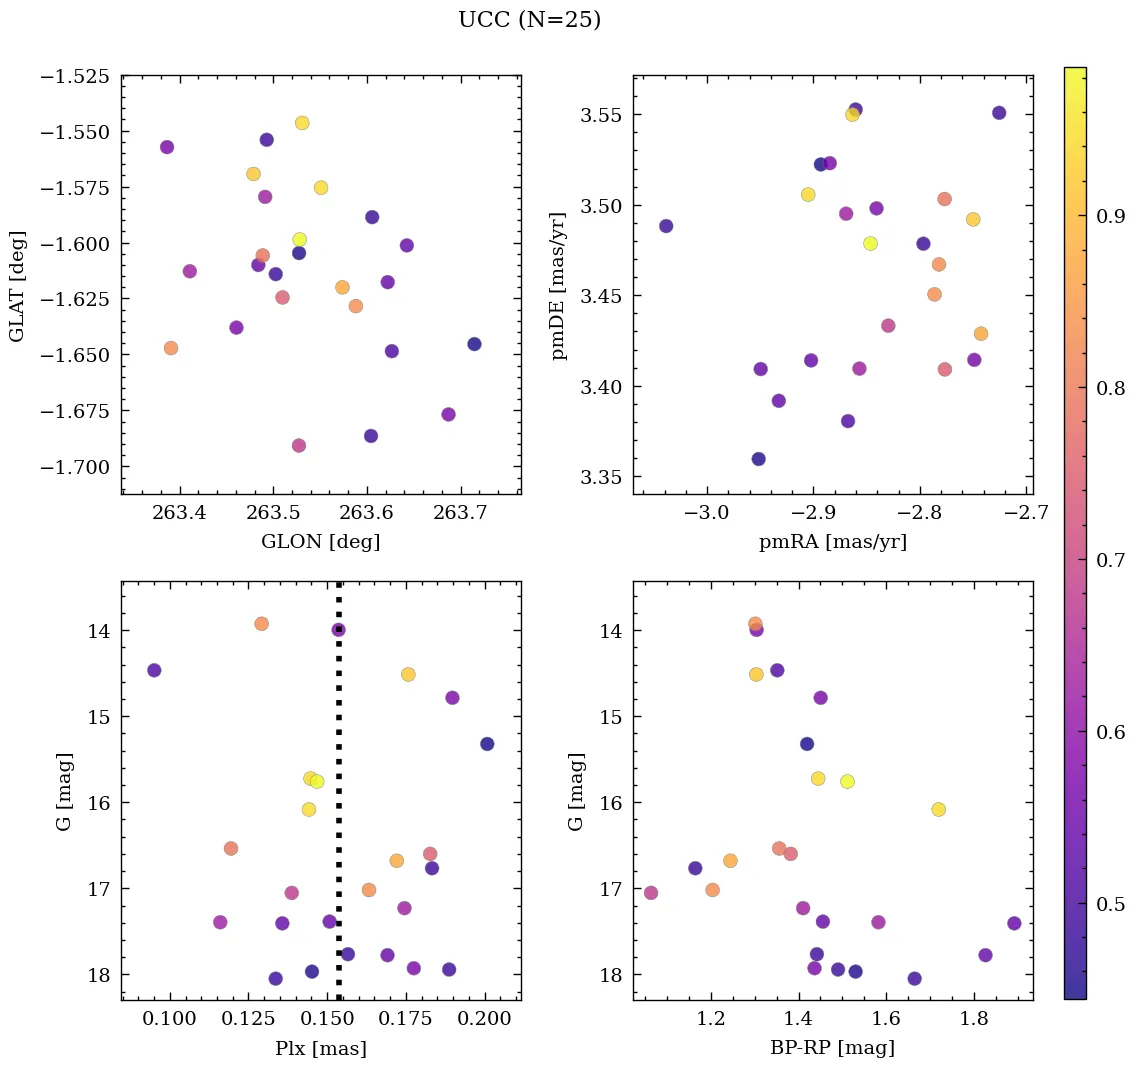 UCC (N=25)
−1.525
−1.550
−1.575
−1.600
−1.625
−1.650
−1.675
−1.700
GLAT [deg]
263.4 263.5 263.6 263.7
GLON [deg]
3.55
3.50
3.45
3.40
3.35
pmDE [mas/yr]
−3.0 −2.9 −2.8 −2.7
pmRA [mas/yr]
14
15
16
17
18
G [mag]
0.100 0.125 0.150 0.175 0.200
Plx [mas]
14
15
16
17
18
G [mag]
1.2 1.4 1.6 1.8
BP-RP [mag]
0.9
0.8
0.7
0.6
0.5